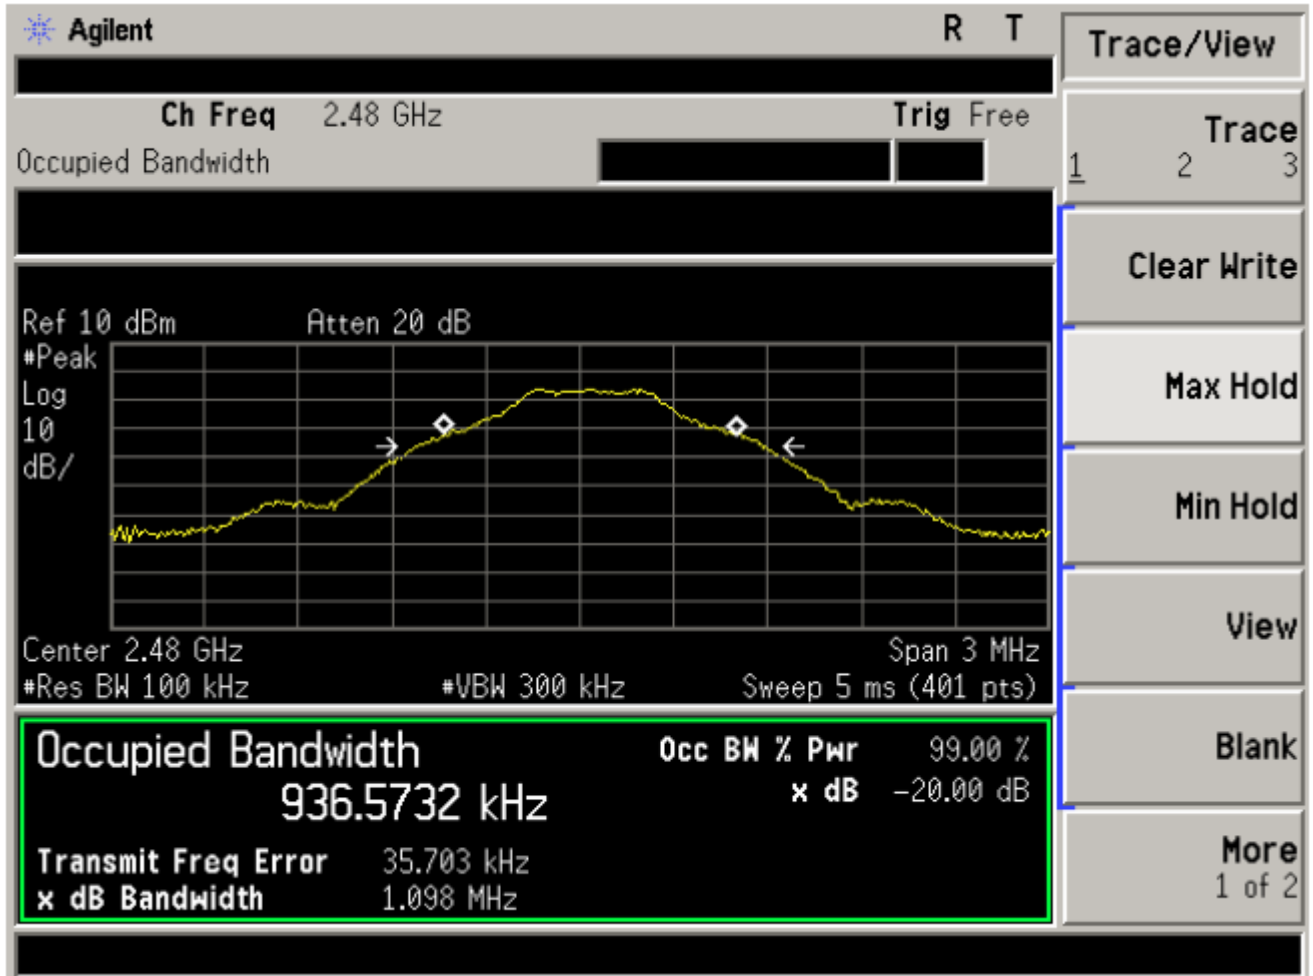 Agilent
R T
Ch Freq 2.48 GHz
Trig Free
Occupied Bandwidth
Ref 10 dBm
Atten 20 dB
#Peak
Log
10
dB/
Center 2.48 GHz
Span 3 MHz
#Res BW 100 kHz
#VBW 300 kHz
Sweep 5 ms (401 pts)
Occupied Bandwidth
936.5732 kHz
Occ BW % Pwr 99.00 %
x dB -20.00 dB
Transmit Freq Error 35.703 kHz
x dB Bandwidth 1.098 MHz
Trace/View
Trace
1 2 3
Clear Write
Max Hold
Min Hold
View
Blank
More
1 of 2